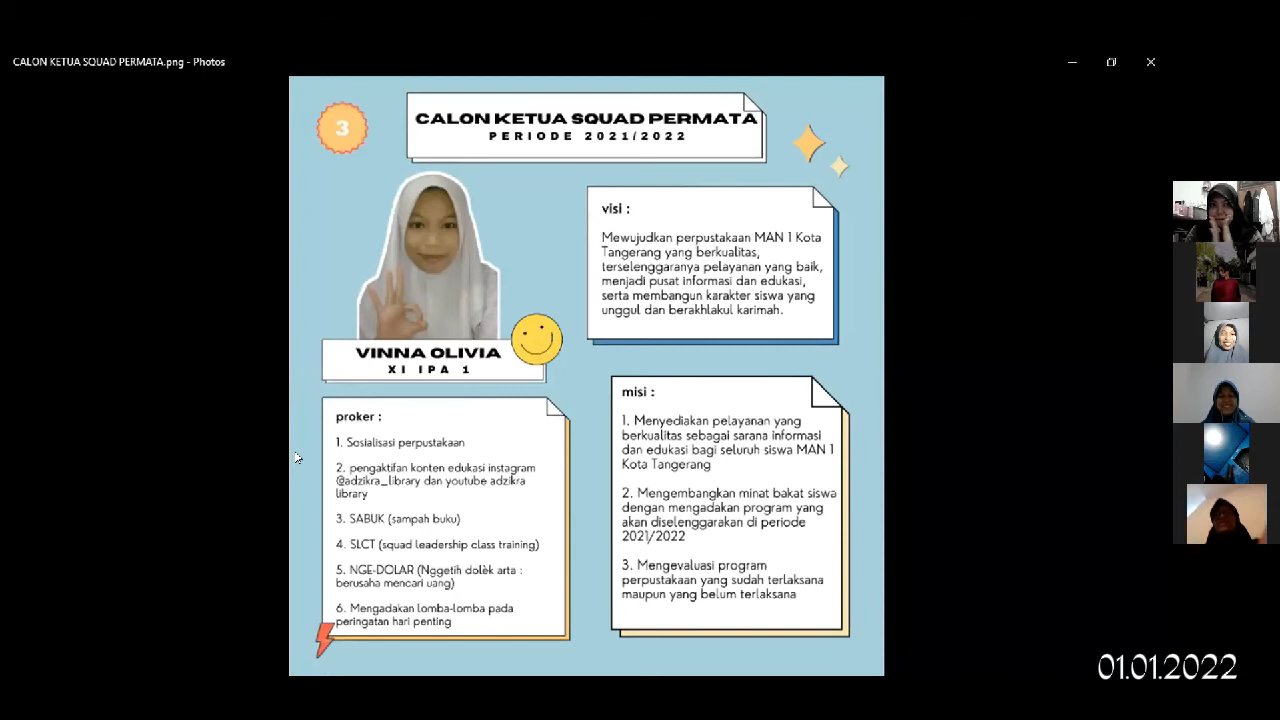 CALON KETUA SQUAD PERMATA.png - Photos
3
CALON KETUA SQUAD PERMATA
PERIODE 2021/2022
VINNA OLIVIA
XI IPA 1
visi :
Mewujudkan perpustakaan MAN 1 Kota
Tangerang yang berkualitas,
terselenggaranya pelayanan yang baik,
menjadi pusat informasi dan edukasi,
serta membangun karakter siswa yang
unggul dan berakhlakul karimah.
proker :
1. Sosialisasi perpustakaan
2. pengaktifan konten edukasi instagram
@adzikra_library dan youtube adzikra
library
3. SABUK (sampah buku)
4. SLCT (squad leadership class training)
5. NGE-DOLAR (Nggetih dolèk arta :
berusaha mencari uang)
6. Mengadakan lomba-lomba pada
peringatan hari penting
misi :
1. Menyediakan pelayanan yang
berkualitas sebagai sarana informasi
dan edukasi bagi seluruh siswa MAN 1
Kota Tangerang
2. Mengembangkan minat bakat siswa
dengan mengadakan program yang
akan diselenggarakan di periode
2021/2022
3. Mengevaluasi program
perpustakaan yang sudah terlaksana
maupun yang belum terlaksana
01.01.2022